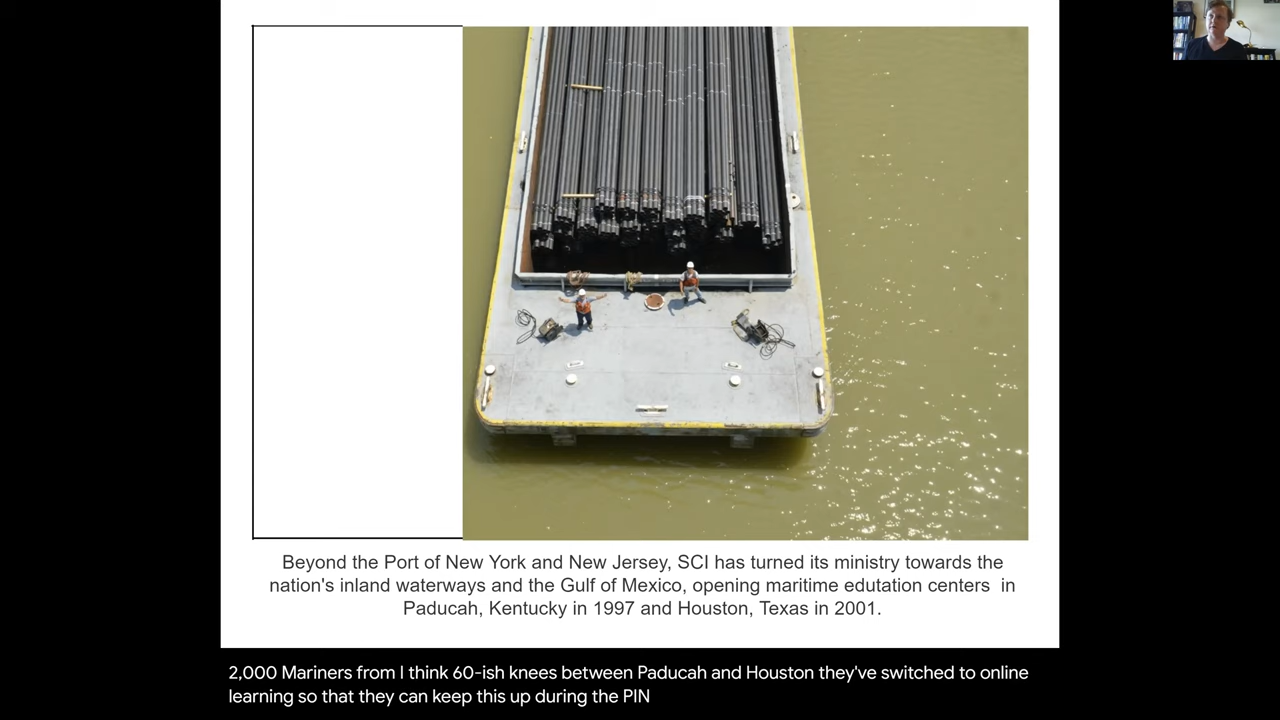 Beyond the Port of New York and New Jersey, SCI has turned its ministry towards the
nation's inland waterways and the Gulf of Mexico, opening maritime edutation centers in
Paducah, Kentucky in 1997 and Houston, Texas in 2001.
2,000 Mariners from I think 60-ish knees between Paducah and Houston they've switched to online
learning so that they can keep this up during the PIN